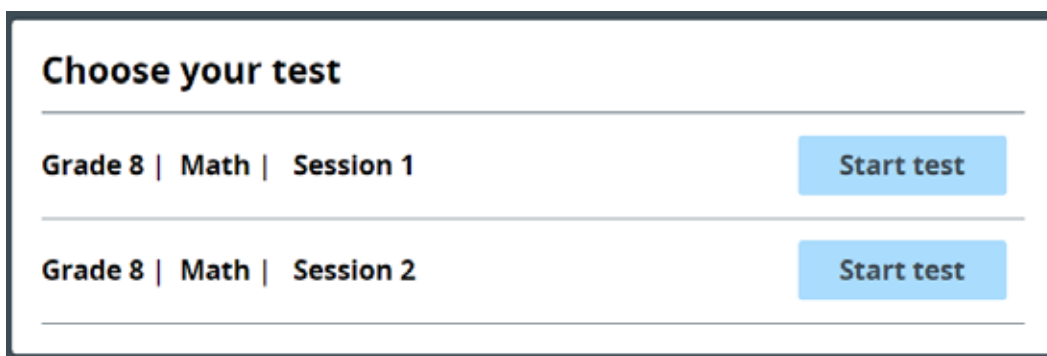 Choose your test
Grade 8 | Math | Session 1 Start test
Grade 8 | Math | Session 2 Start test